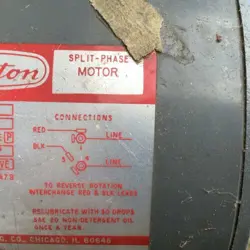 ton
SPLIT-PHASE
MOTOR
CONNECTIONS
RED
LINE
P
BLK
LINE
TO REVERSE ROTATION
INTERCHANGE RED & BLK LEADS
RELUBRICATE WITH 30 DROPS
SAE 20 NON-DETERGENT OIL
ONCE A YEAR.
CO., CHICAGO, IL 60648